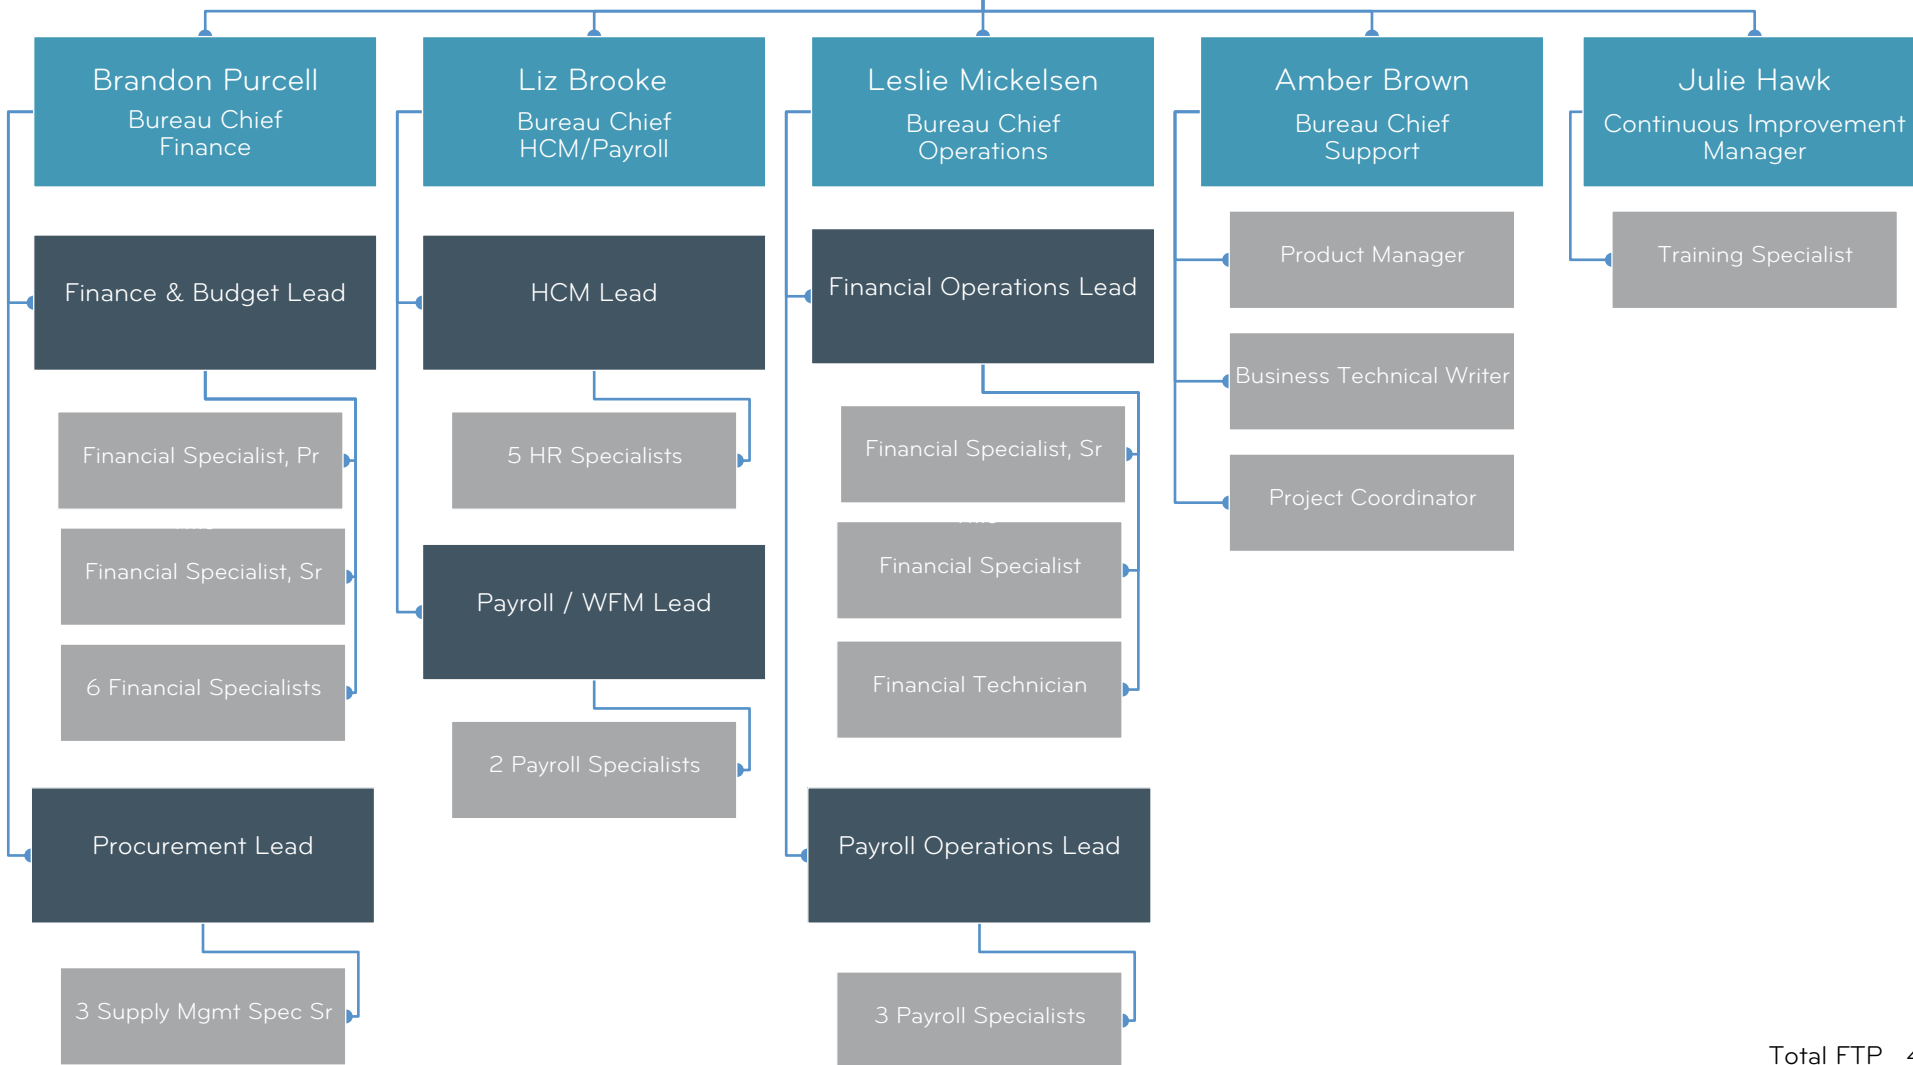 Brandon Purcell
Bureau Chief
Finance
Liz Brooke
Bureau Chief
HCM/Payroll
Leslie Mickelsen
Bureau Chief
Operations
Amber Brown
Bureau Chief
Support
Julie Hawk
Continuous Improvement
Manager
Finance & Budget Lead
Financial Specialist, Pr
Financial Specialist, Sr
6 Financial Specialists
Procurement Lead
3 Supply Mgmt Spec Sr
HCM Lead
5 HR Specialists
Payroll / WFM Lead
2 Payroll Specialists
Financial Operations Lead
Financial Specialist, Sr
Financial Specialist
Financial Technician
Payroll Operations Lead
3 Payroll Specialists
Product Manager
Business Technical Writer
Project Coordinator
Training Specialist
Total FTP